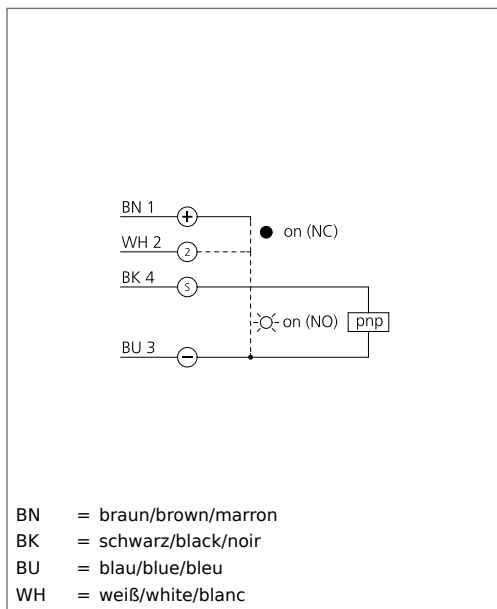 BN 1
+
on (NC)
WH 2
2
BK 4
S
on (NO)
pnp
BU 3
−
BN = braun/brown/marron
BK = schwarz/black/noir
BU = blau/blue/bleu
WH = weiß/white/blanc